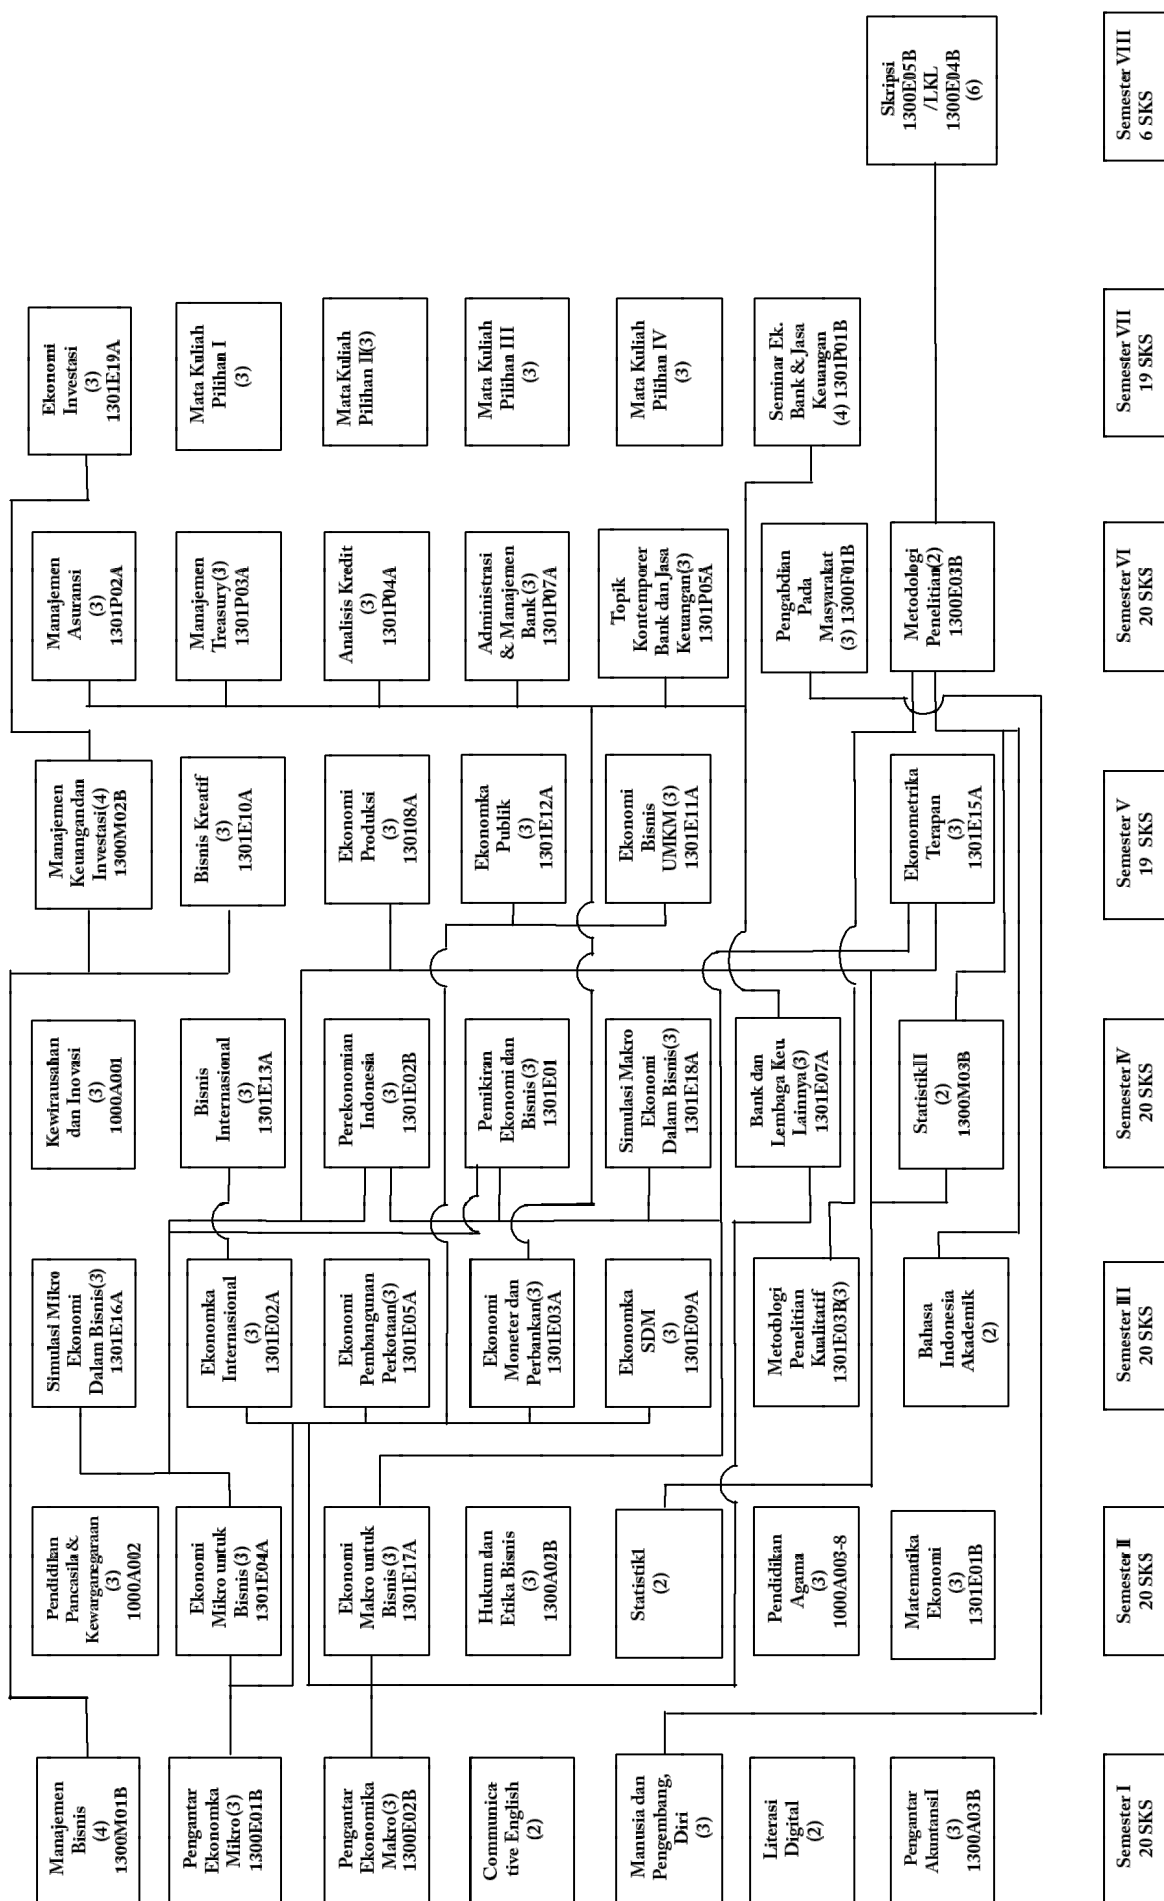 Manajemen
Bisnis
(4)
1300M01B
Pengantar
Ekonomka
Mikro(3)
1300E01B
Pengantar
Ekonomika
Makro(3)
1300E02B
Communica
tive English
(2)
Manusia dan
Pengembang,
Diri
(3)
Literasi
Digital
(2)
Pengantar
AkuntansiI
(3)
1300A03B
Semester I
20 SKS
Pendidikan
Pancasila &
Kewarganeguraan
(3)
1000A002
Ekonomi
Mikro untuk
Bisnis (3)
1301E04A
Ekonomi
Makro untuk
Bisnis(3)
1301E17A
Hukum dan
Etika Bisnis
(3)
1300A02B
Statistik1
(2)
Pendidikan
Agama
(3)
1000A003-8
Matematika
Ekonomi
(3)
1301E01B
Semester II
20 SKS
Simulasi Mikro
Ekonomi
Dalam Bisnis(3)
1301E16A
Ekonomka
Internasional
(3)
1301E02A
Ekonomi
Pembangunan
Perkotaan(3)
1301E05A
Ekonomi
Moneter dan
Perbankan(3)
1301E03A
Ekonomka
SDM
(3)
1301E09A
Metodologi
Penelitian
Kualitatif
1301E03B(3)
Bahasa
Indonesia
Akademik
(2)
Semester III
20 SKS
Kewirausahan
dan Inovasi
(3)
1000A001
Bisnis
Internasional
(3)
1301E13A
Perekonomian
Indonesia
(3)
1301E02B
Pemikiran
Ekonomi dan
Bisnis (3)
1301E01
Simulasi Makro
Ekonomi
Dalam Bisnis(3)
1301E18A
Bank dan
Lembaga Keu
Lainnya(3)
1301E07A
StatistikII
(2)
1300M03B
Semester IV
20 SKS
Manajemen
Keuangan dan
Investasi(4)
1300M02B
Bisnis Kreatif
(3)
1301E10A
Ekonomi
Produksi
(3)
130108A
Ekonomka
Publik
(3)
1301E12A
Ekonomi
Bisnis
UMKM (3)
1301E11A
Ekonometrika
Terapan
(3)
1301E15A
Semester V
19 SKS
Manajemen
Asuransi
(3)
1301P02A
Manajemen
Treasury(3)
1301P03A
Analisis Kredit
(3)
1301P04A
Administrasi
& Manajemen
Bank (3)
1301P07A
Topik
Kontemporer
Bank dan Jasa
Keuangan(3)
1301P05A
Pengabdian
Pada
Masyarakat
(3) 1300F01B
Metodologi
Penelitian(2)
1300E03B
Semester VI
20 SKS
Ekonomi
Investasi
(3)
1301E19A
Mata Kuliah
Pilihan I
(3)
Mata Kuliah
Pilihan II(3)
Mata Kuliah
Pilihan III
(3)
Mata Kuliah
Pilihan IV
(3)
Seminar Ek.
Bank & Jasa
Keuangan
(4) 1301P01B
Semester VII
19 SKS
Skripsi
1300E05B
/LKL
1300E04B
(6)
Semester VIII
6 SKS